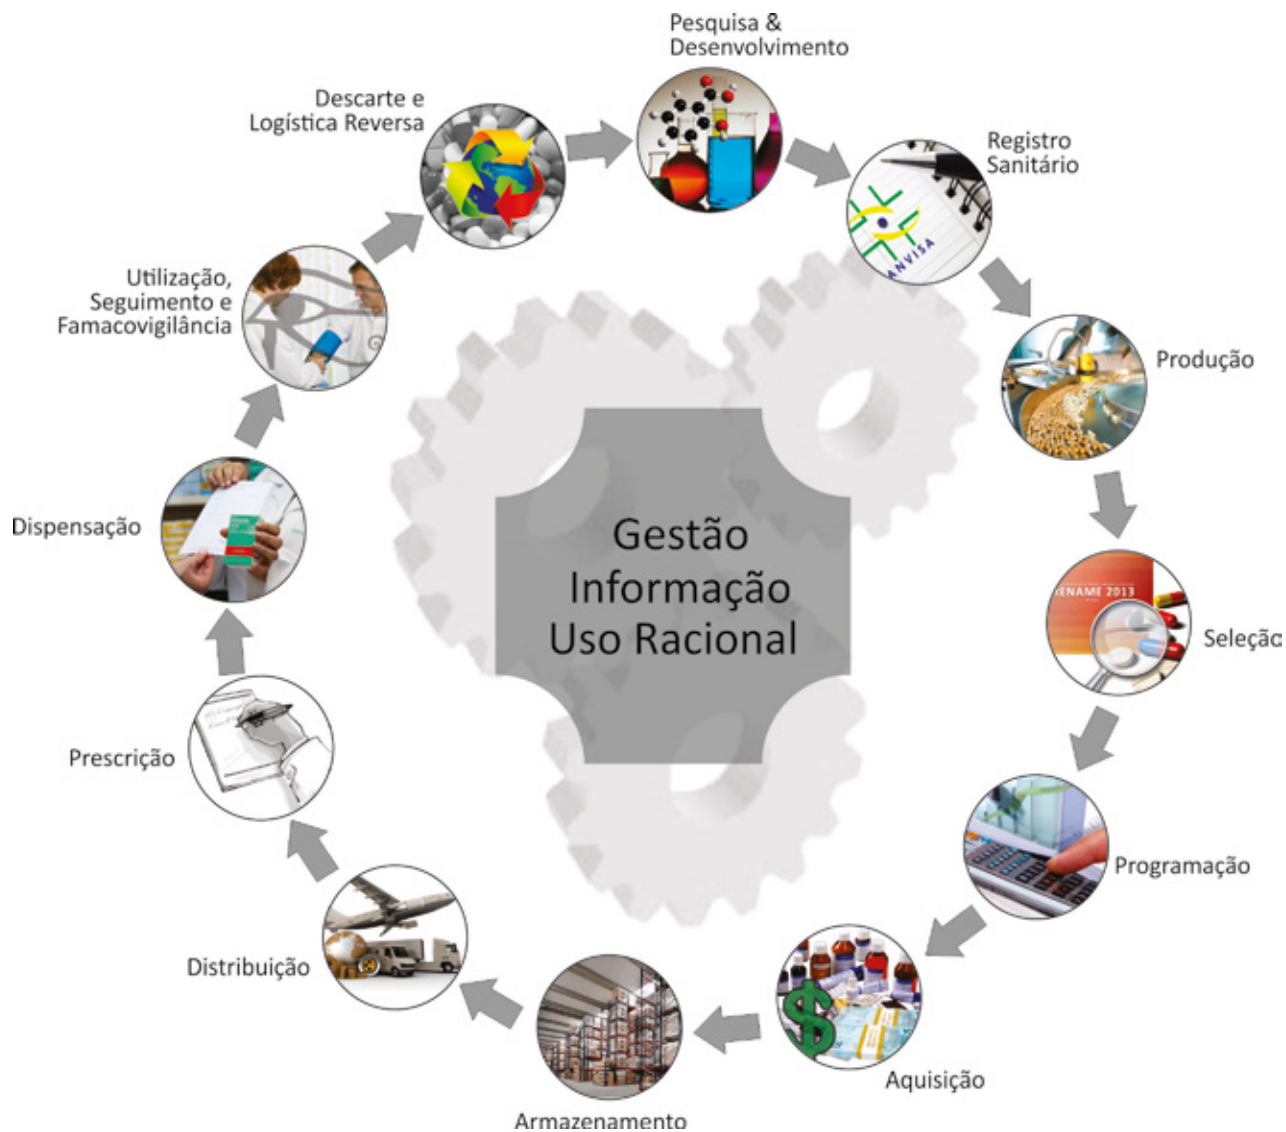 Pesquisa &
Desenvolvimento
Registro
Sanitário
ANVISA
Produção
RENAME 2013
Seleção
Programação
Aquisição
Armazenamento
Distribuição
Prescrição
Dispensação
Utilização,
Seguimento e
Famacovigilância
Descarte e
Logística Reversa
Gestão
Informação
Uso Racional